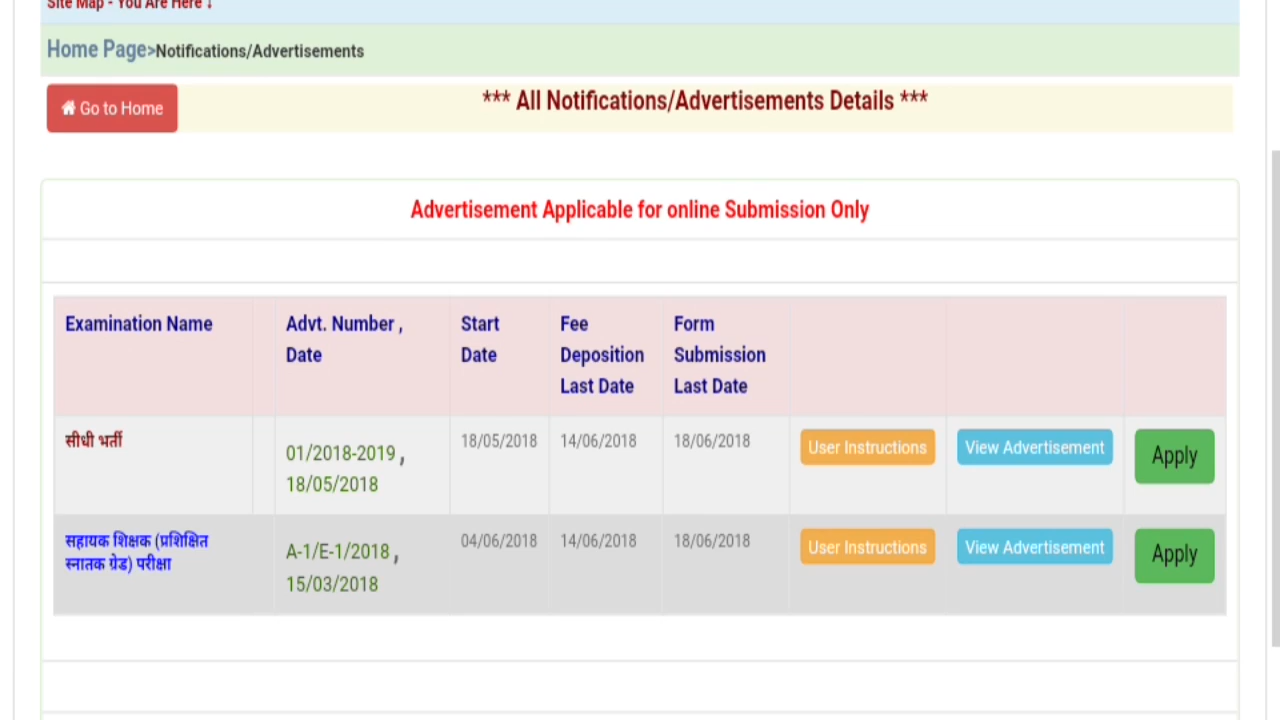 Site Map - You Are Here ↓
Home Page>Notifications/Advertisements
Go to Home
*** All Notifications/Advertisements Details ***
Advertisement Applicable for online Submission Only
Examination Name
Advt. Number ,
Date
Start
Date
Fee
Deposition
Last Date
Form
Submission
Last Date
सीधी भर्ती
01/2018-2019 ,
18/05/2018
18/05/2018
14/06/2018
18/06/2018
User Instructions
View Advertisement
Apply
सहायक शिक्षक (प्रशिक्षित
स्नातक ग्रेड) परीक्षा
A-1/E-1/2018 ,
15/03/2018
04/06/2018
14/06/2018
18/06/2018
User Instructions
View Advertisement
Apply